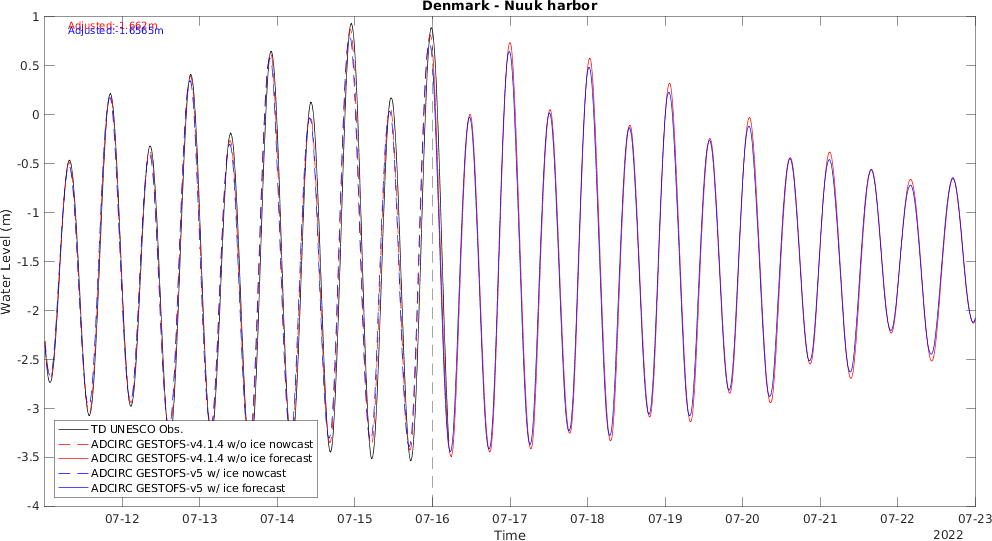 Denmark - Nuuk harbor
Adjusted:-1.662m
Adjusted:-1.6565m
1
0.5
0
-0.5
-1
-1.5
-2
-2.5
-3
-3.5
-4
Water Level (m)
TD UNESCO Obs.
ADCIRC GESTOFS-v4.1.4 w/o ice nowcast
ADCIRC GESTOFS-v4.1.4 w/o ice forecast
ADCIRC GESTOFS-v5 w/ ice nowcast
ADCIRC GESTOFS-v5 w/ ice forecast
07-12 07-13 07-14 07-15 07-16 07-17 07-18 07-19 07-20 07-21 07-22 07-23
Time
2022